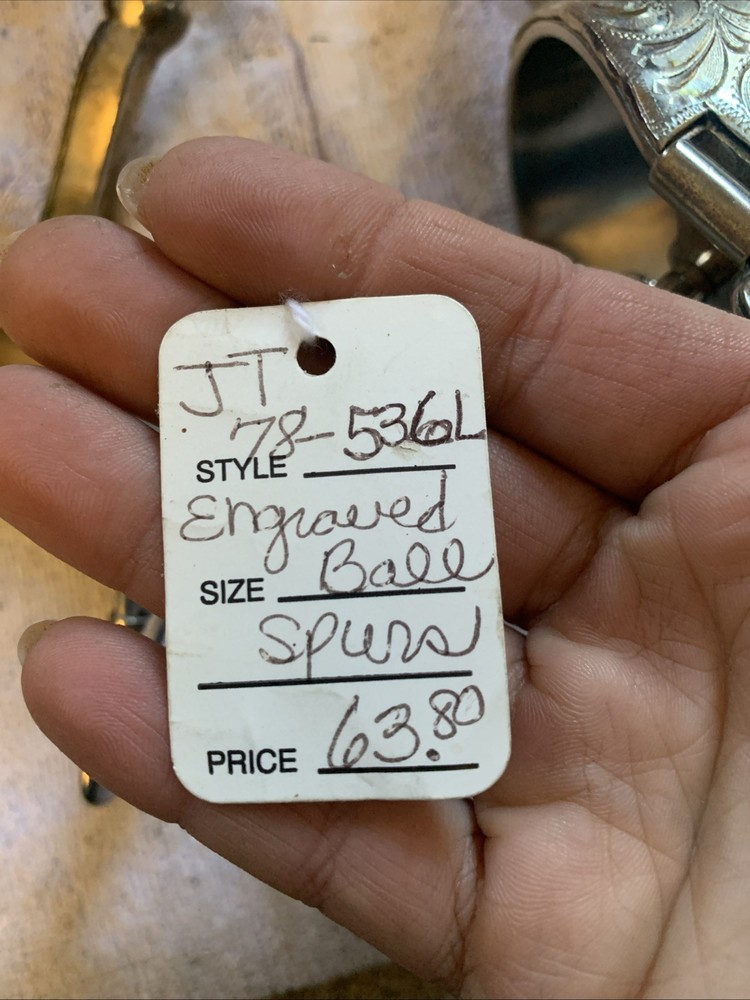 JT
78-536L
STYLE
Engraved
SIZE Ball
Spurs
PRICE 63.80